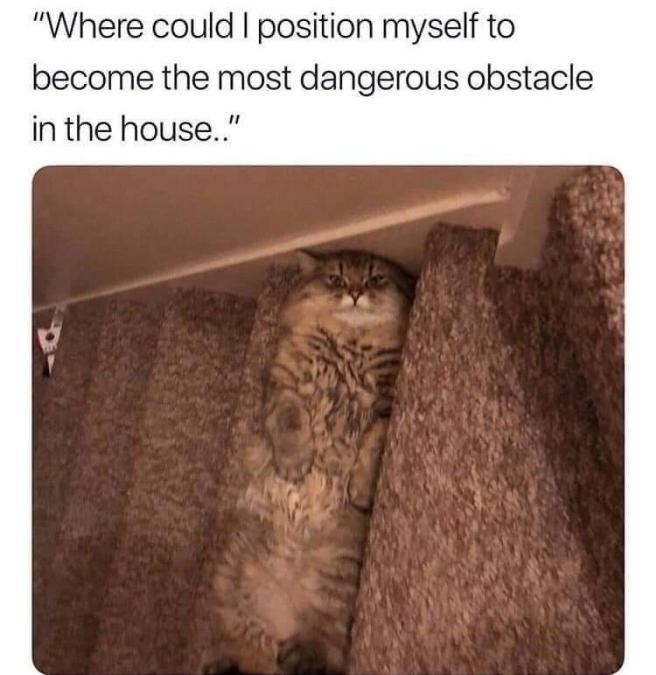 "Where could I position myself to
become the most dangerous obstacle
in the house.."